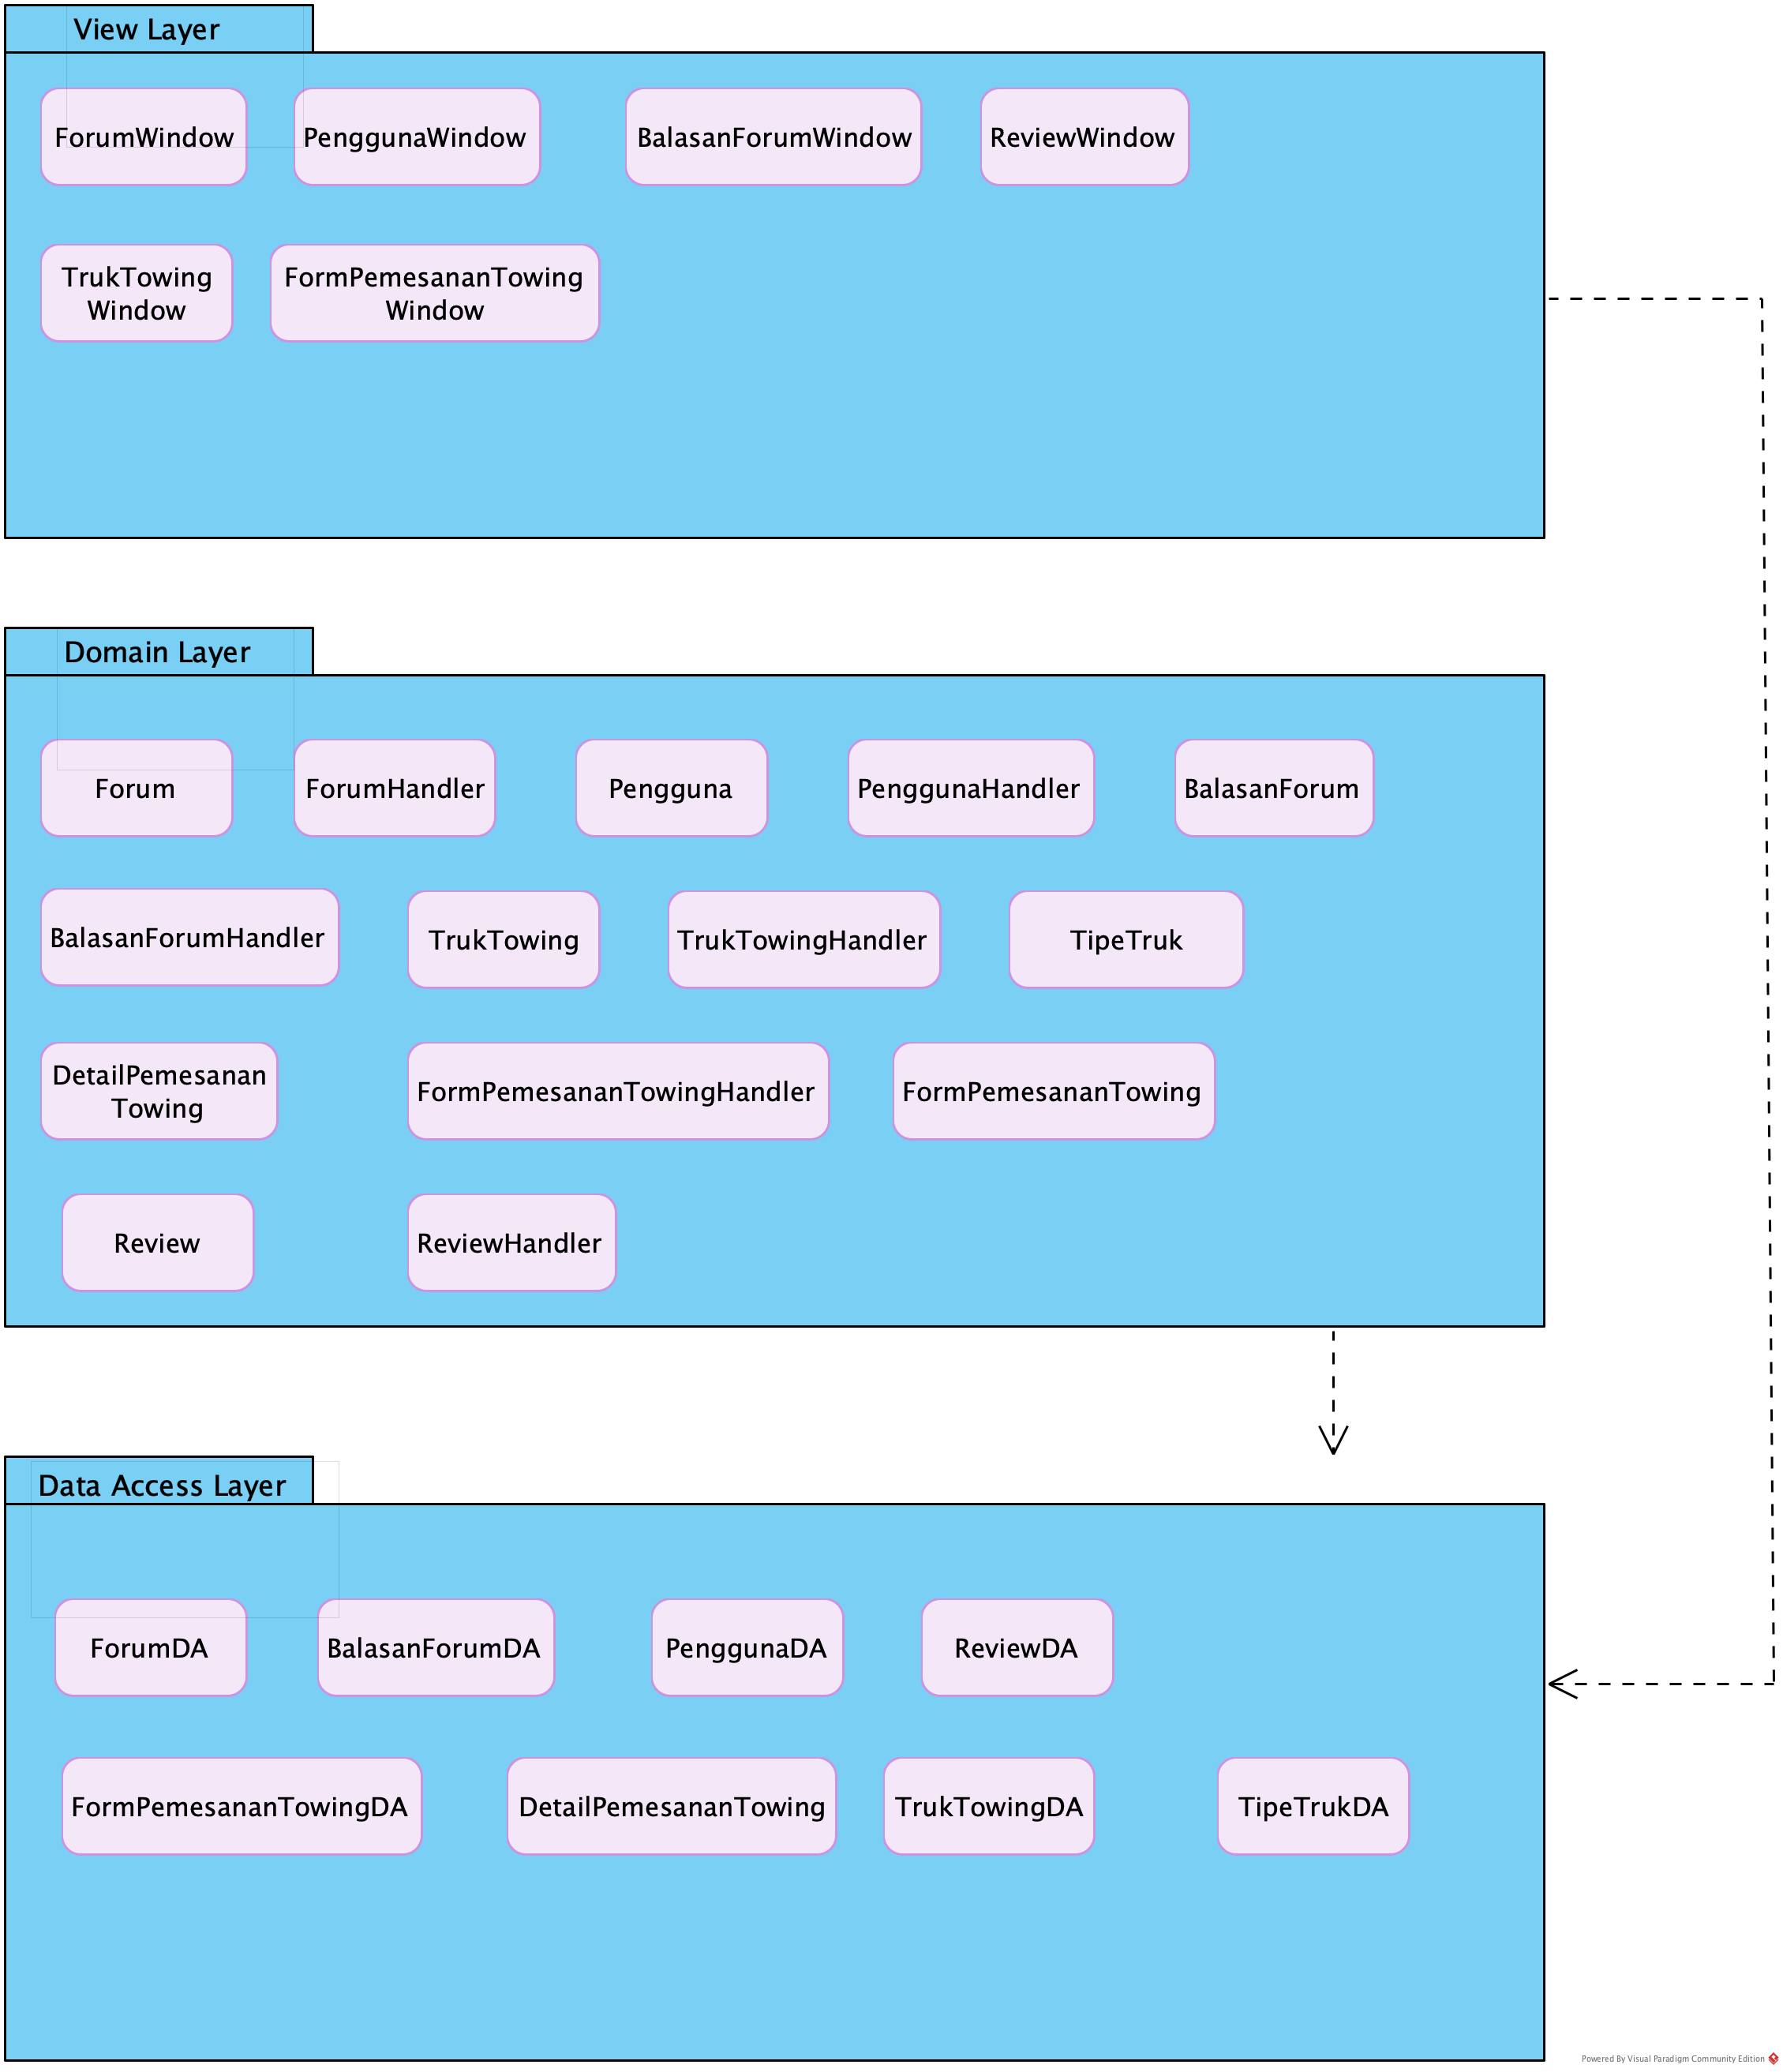 View Layer
ForumWindow
PenggunaWindow
BalasanForumWindow
ReviewWindow
TrukTowing
Window
FormPemesananTowing
Window
Domain Layer
Forum
ForumHandler
Pengguna
PenggunaHandler
BalasanForum
BalasanForumHandler
TrukTowing
TrukTowingHandler
TipeTruk
DetailPemesanan
Towing
FormPemesananTowingHandler
FormPemesananTowing
Review
ReviewHandler
Data Access Layer
ForumDA
BalasanForumDA
PenggunaDA
ReviewDA
FormPemesananTowingDA
DetailPemesananTowing
TrukTowingDA
TipeTrukDA
Powered By Visual Paradigm Community Edition